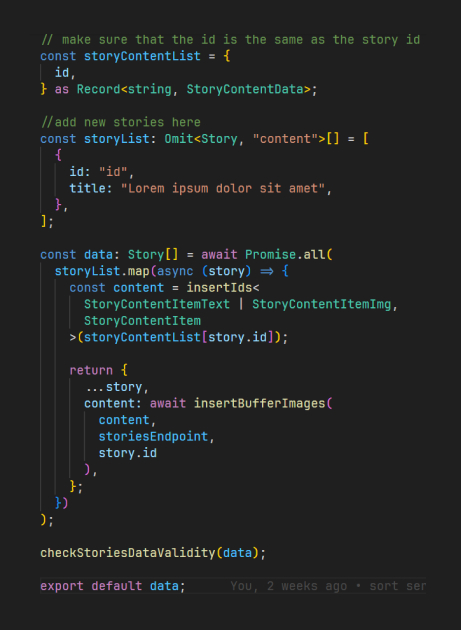 // make sure that the id is the same as the story id
const storyContentList = {
  id,
} as Record<string, StoryContentData>;
//add new stories here
const storyList: Omit<Story, "content">[] = [
  {
    id: "id",
    title: "Lorem ipsum dolor sit amet",
  },
];
const data: Story[] = await Promise.all(
  storyList.map(async (story) => {
    const content = insertIds<
      StoryContentItemText | StoryContentItemImg,
      StoryContentItem
    >(storyContentList[story.id]);
    return {
      ...story,
      content: await insertBufferImages(
        content,
        storiesEndpoint,
        story.id
      ),
    };
  })
);
checkStoriesDataValidity(data);
export default data; You, 2 weeks ago • sort ser